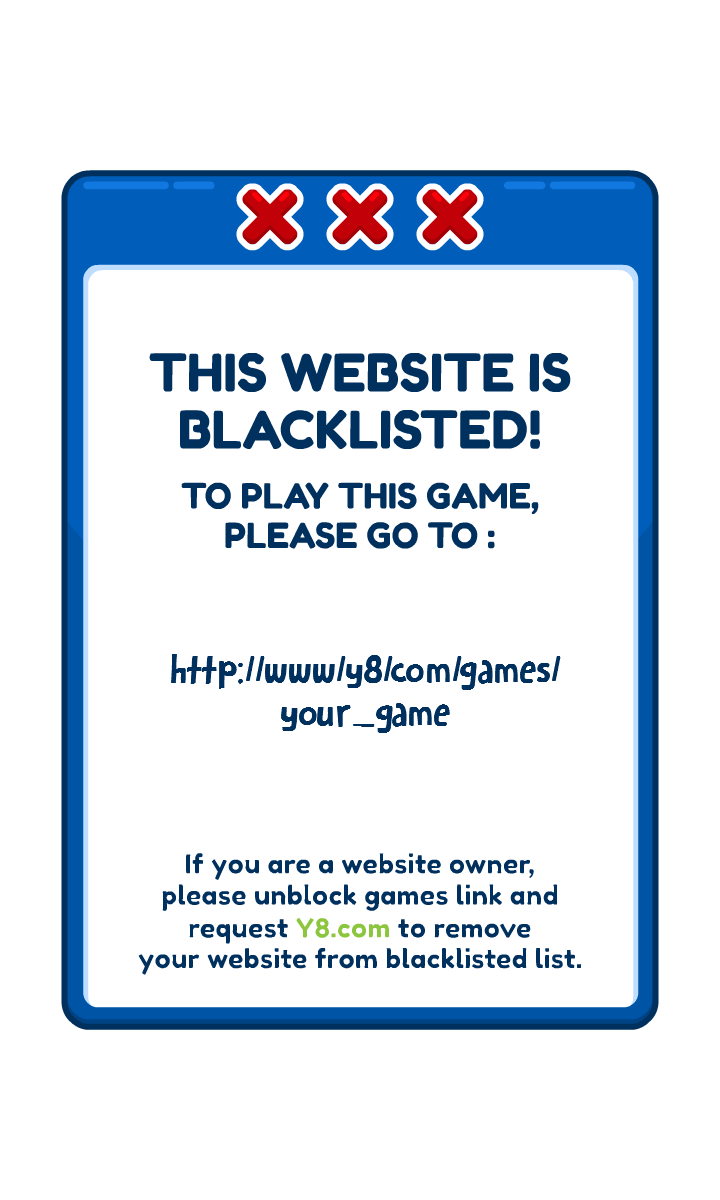 THIS WEBSITE IS
BLACKLISTED!
TO PLAY THIS GAME,
PLEASE GO TO :
http://www/y8/com/games/
your_game
If you are a website owner,
please unblock games link and
request Y8.com to remove
your website from blacklisted list.